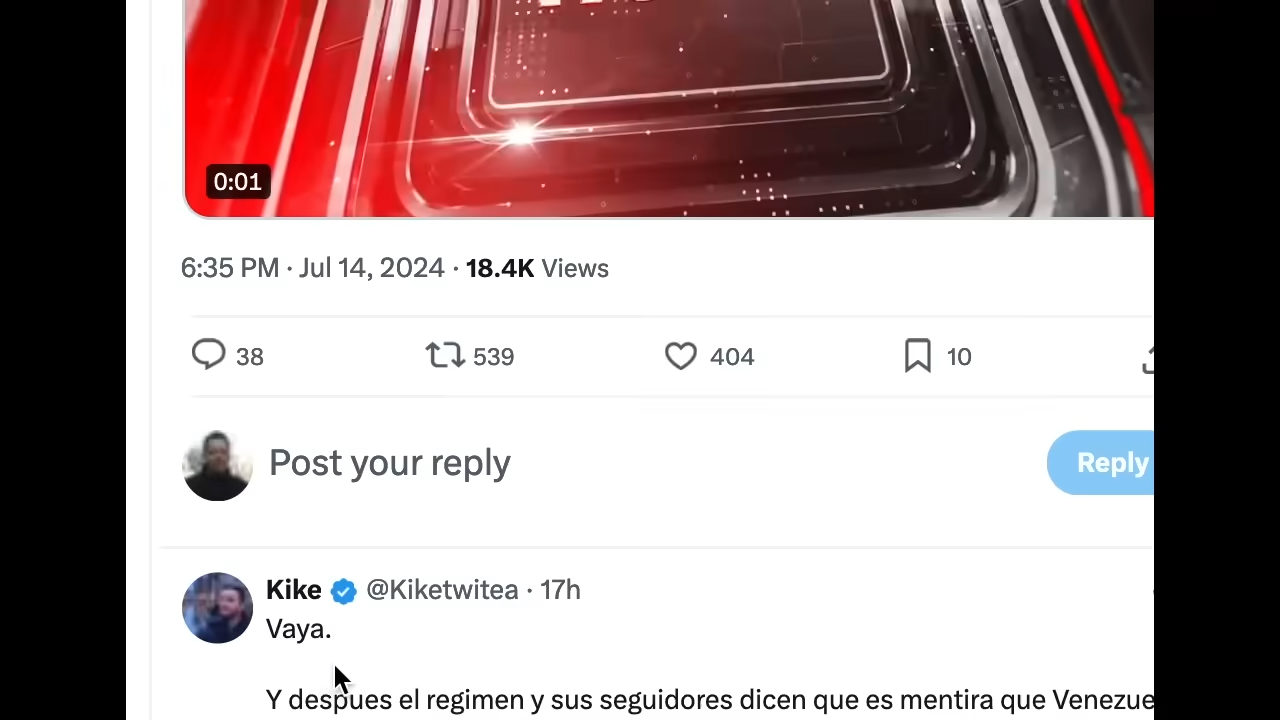 0:01
6:35 PM · Jul 14, 2024 · 18.4K Views
38 539 404 10
Post your reply Reply
Kike @Kiketwitea · 17h
Vaya.
Y despues el regimen y sus seguidores dicen que es mentira que Venezue